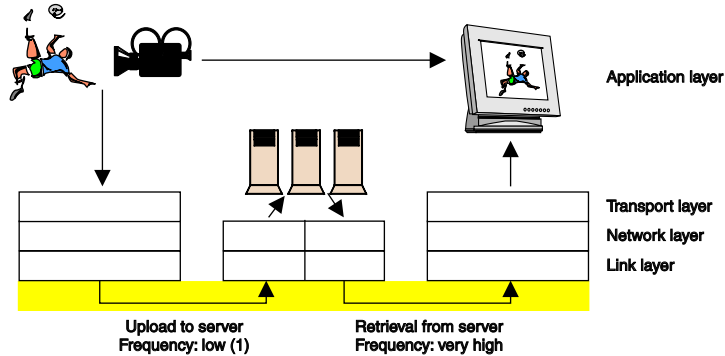 Application layer
Transport layer
Network layer
Link layer
Upload to server
Frequency: low (1)
Retrieval from server
Frequency: very high